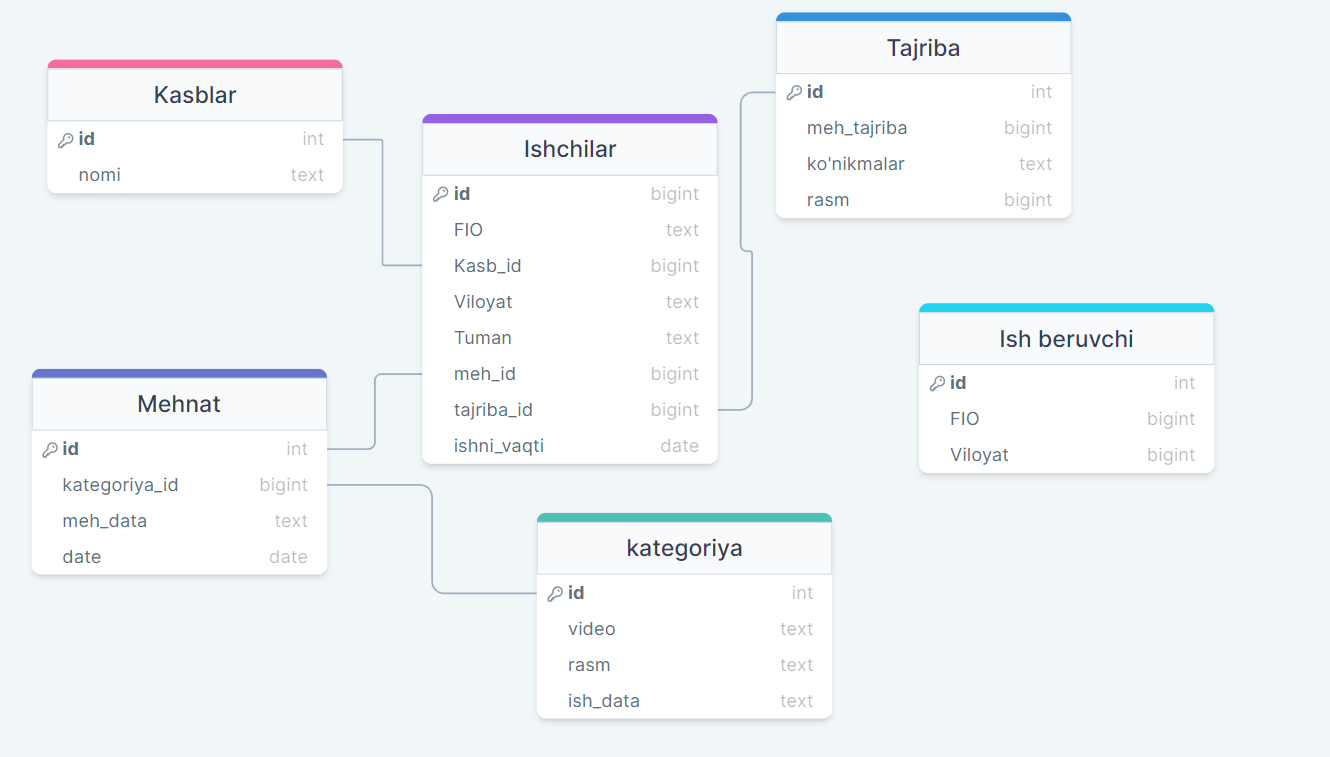 Kasblar
id int
nomi text
Ishchilar
id bigint
FIO text
Kasb_id bigint
Viloyat text
Tuman text
meh_id bigint
tajriba_id bigint
ishni_vaqti date
Tajriba
id int
meh_tajriba bigint
ko'nikmalar text
rasm bigint
Mehnat
id int
kategoriya_id bigint
meh_data text
date date
kategoriya
id int
video text
rasm text
ish_data text
Ish beruvchi
id int
FIO bigint
Viloyat bigint